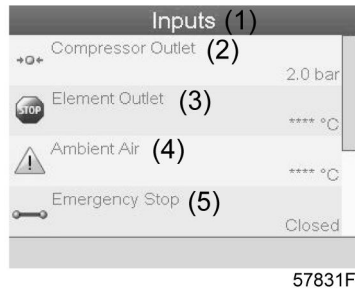 Inputs (1)
Compressor Outlet (2)
2.0 bar
Element Outlet (3)
STOP
**** °C
Ambient Air (4)
**** °C
Emergency Stop (5)
Closed
57831F